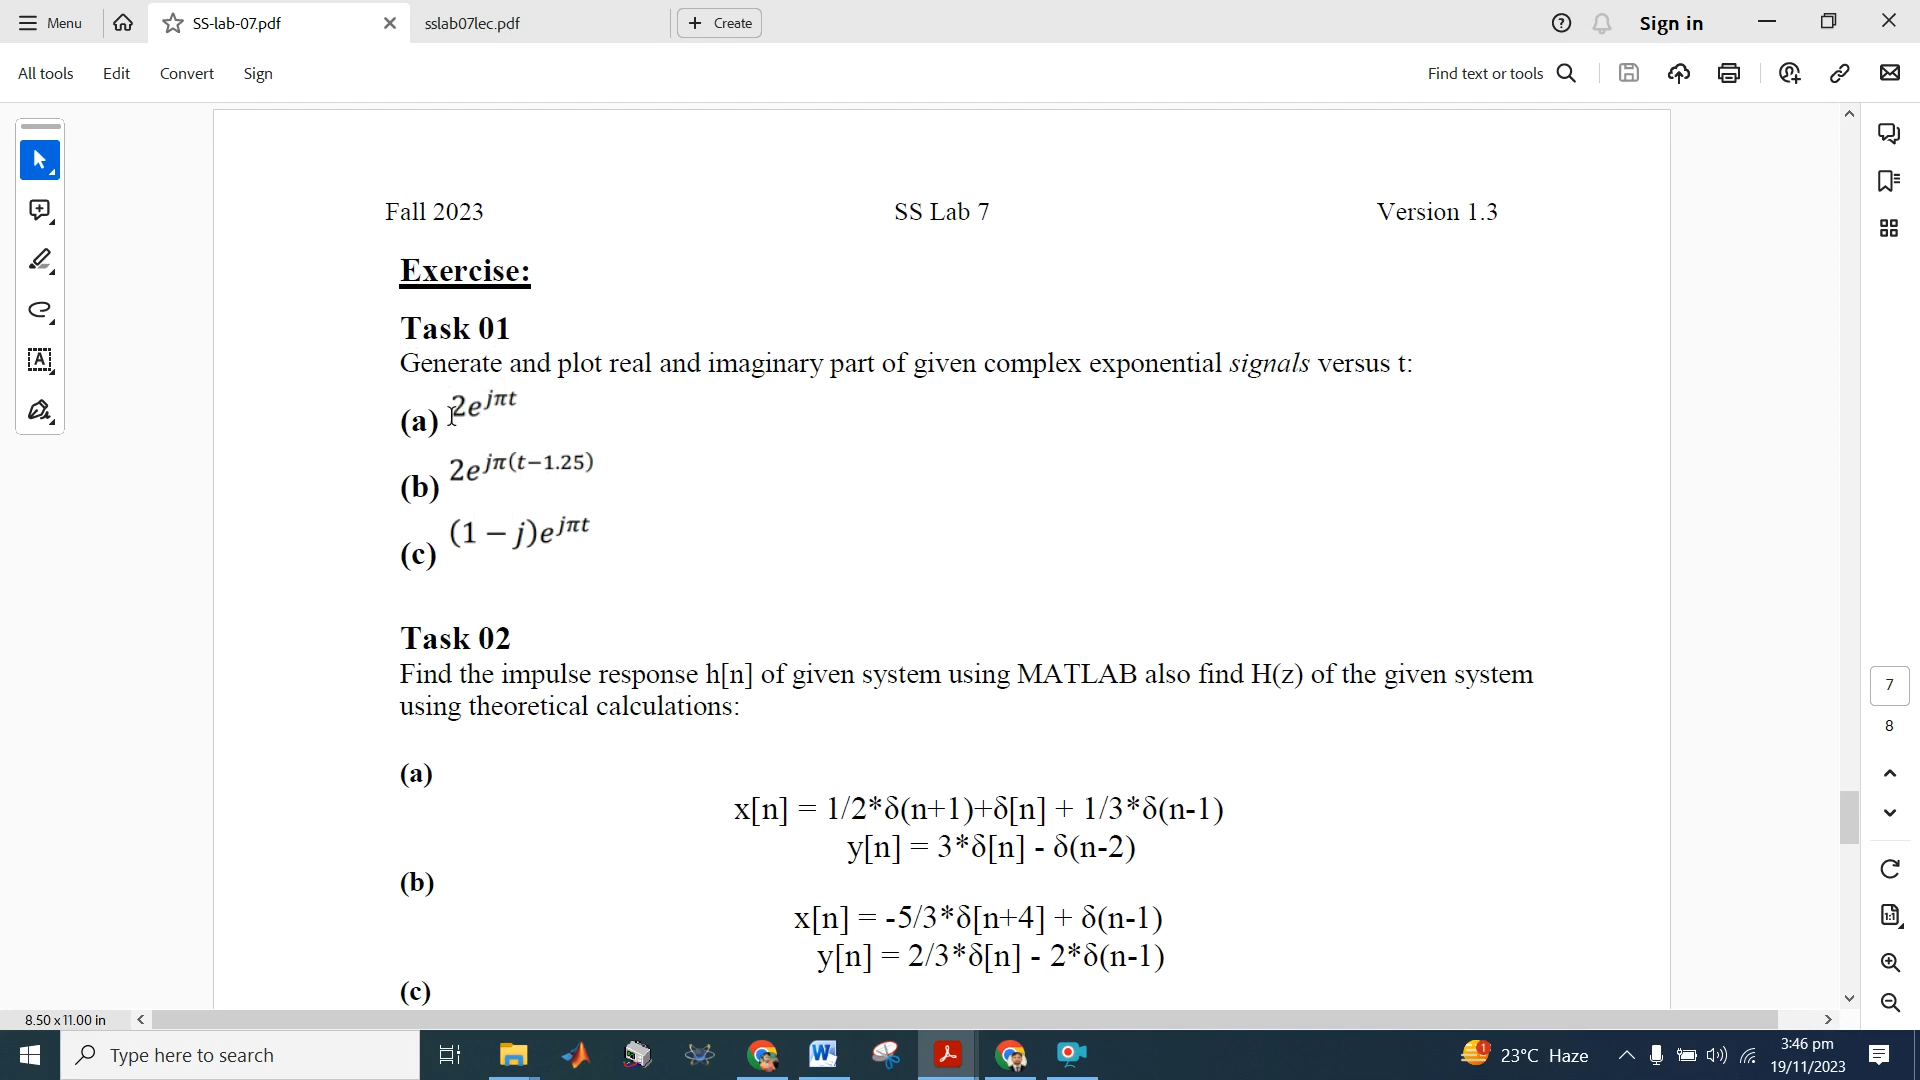 Menu SS-lab-07.pdf sslab07lec.pdf Create Sign in
All tools Edit Convert Sign Find text or tools
Fall 2023 SS Lab 7 Version 1.3
Exercise:
Task 01
Generate and plot real and imaginary part of given complex exponential signals versus t:
(a) 2e^{jπt}
(b) 2e^{jπ(t−1.25)}
(c) (1 − j)e^{jπt}
Task 02
Find the impulse response h[n] of given system using MATLAB also find H(z) of the given system
using theoretical calculations:
(a)
x[n] = 1/2*δ(n+1)+δ[n] + 1/3*δ(n-1)
y[n] = 3*δ[n] - δ(n-2)
(b)
x[n] = -5/3*δ[n+4] + δ(n-1)
y[n] = 2/3*δ[n] - 2*δ(n-1)
(c)
7
8
8.50 x 11.00 in
Type here to search 23°C Haze 3:46 pm
19/11/2023